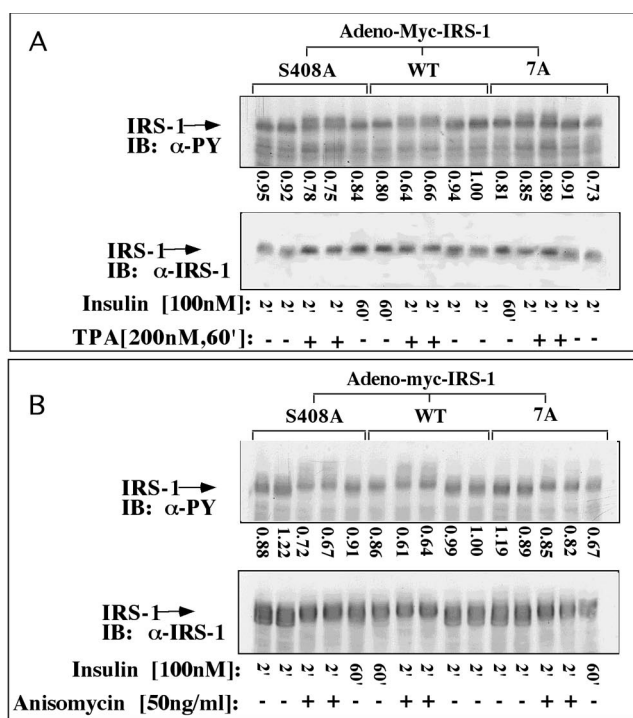 A
Adeno-Myc-IRS-1
S408A WT 7A
IRS-1
IB: α-PY
0.95 0.92 0.78 0.75 0.84 0.80 0.64 0.66 0.94 1.00 0.81 0.85 0.89 0.91 0.73
IRS-1
IB: α-IRS-1
Insulin [100nM]: 2' 2' 2' 2' 60' 60' 2' 2' 2' 2' 60' 2' 2' 2' 2'
TPA[200nM,60']: - - + + - - + + - - - + + - -
B
Adeno-myc-IRS-1
S408A WT 7A
IRS-1
IB: α-PY
0.88 1.22 0.72 0.67 0.91 0.86 0.61 0.64 0.99 1.00 1.19 0.89 0.85 0.82 0.67
IRS-1
IB: α-IRS-1
Insulin [100nM]: 2' 2' 2' 2' 60' 60' 2' 2' 2' 2' 2' 2' 2' 2' 60'
Anisomycin [50ng/ml]: - - + + - - + + - - - - + + -